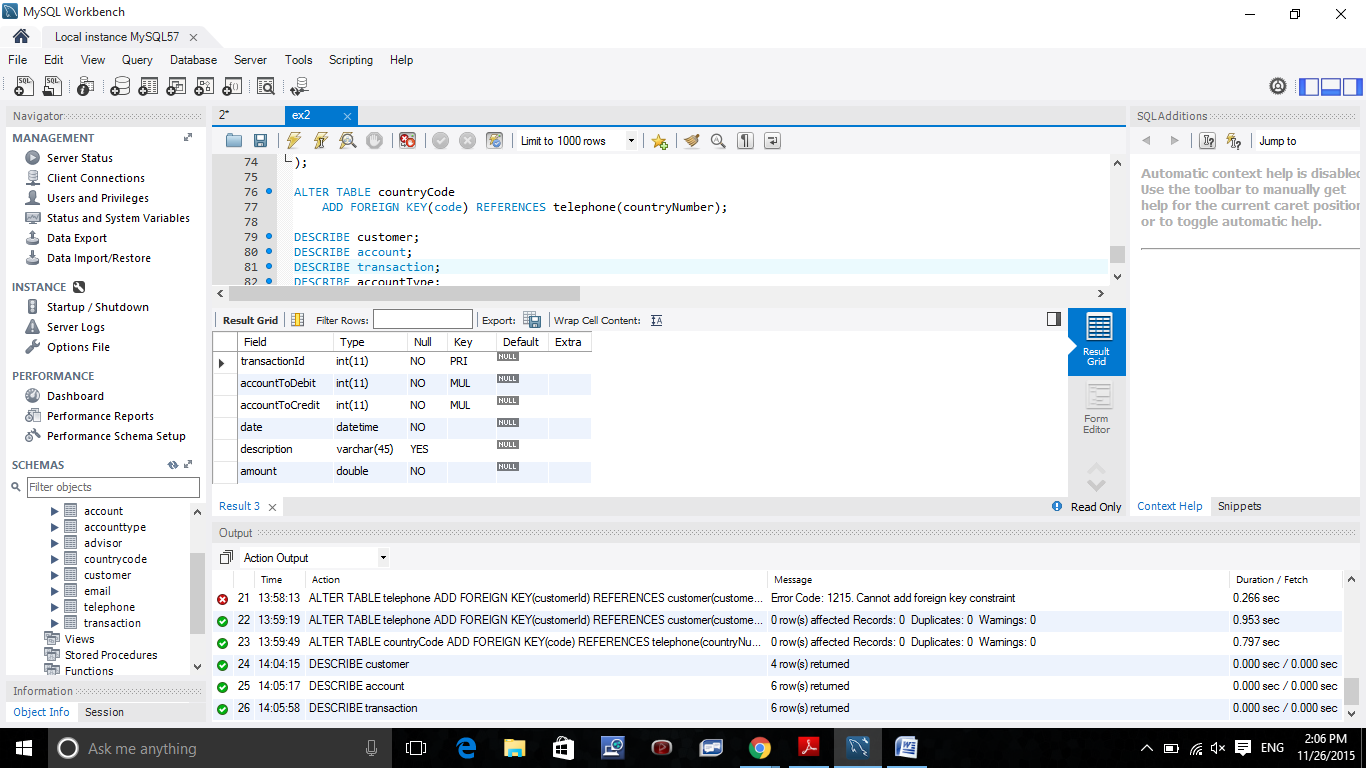 MySQL Workbench
Local instance MySQL57
File Edit View Query Database Server Tools Scripting Help
Navigator
MANAGEMENT
Server Status
Client Connections
Users and Privileges
Status and System Variables
Data Export
Data Import/Restore
INSTANCE
Startup / Shutdown
Server Logs
Options File
PERFORMANCE
Dashboard
Performance Reports
Performance Schema Setup
SCHEMAS
Filter objects
account
accounttype
advisor
countrycode
customer
email
telephone
transaction
Views
Stored Procedures
Functions
Information
Object Info Session
2* ex2
Limit to 1000 rows
74 );
75
76 ALTER TABLE countryCode
77 ADD FOREIGN KEY(code) REFERENCES telephone(countryNumber);
78
79 DESCRIBE customer;
80 DESCRIBE account;
81 DESCRIBE transaction;
82 DESCRIBE accountType;
Result Grid Filter Rows: Export: Wrap Cell Content:
Field Type Null Key Default Extra
transactionId int(11) NO PRI NULL
accountToDebit int(11) NO MUL NULL
accountToCredit int(11) NO MUL NULL
date datetime NO NULL
description varchar(45) YES NULL
amount double NO NULL
Result Grid
Form Editor
Result 3 Read Only
SQLAdditions
Jump to
Automatic context help is disabled
Use the toolbar to manually get
help for the current caret position
or to toggle automatic help.
Context Help Snippets
Output
Action Output
Time Action Message Duration / Fetch
21 13:58:13 ALTER TABLE telephone ADD FOREIGN KEY(customerId) REFERENCES customer(custome... Error Code: 1215. Cannot add foreign key constraint 0.266 sec
22 13:59:19 ALTER TABLE telephone ADD FOREIGN KEY(customerId) REFERENCES customer(custome... 0 row(s) affected Records: 0 Duplicates: 0 Warnings: 0 0.953 sec
23 13:59:49 ALTER TABLE countryCode ADD FOREIGN KEY(code) REFERENCES telephone(countryNu... 0 row(s) affected Records: 0 Duplicates: 0 Warnings: 0 0.797 sec
24 14:04:15 DESCRIBE customer 4 row(s) returned 0.000 sec / 0.000 sec
25 14:05:17 DESCRIBE account 6 row(s) returned 0.000 sec / 0.000 sec
26 14:05:58 DESCRIBE transaction 6 row(s) returned 0.000 sec / 0.000 sec
Ask me anything
ENG
2:06 PM
11/26/2015